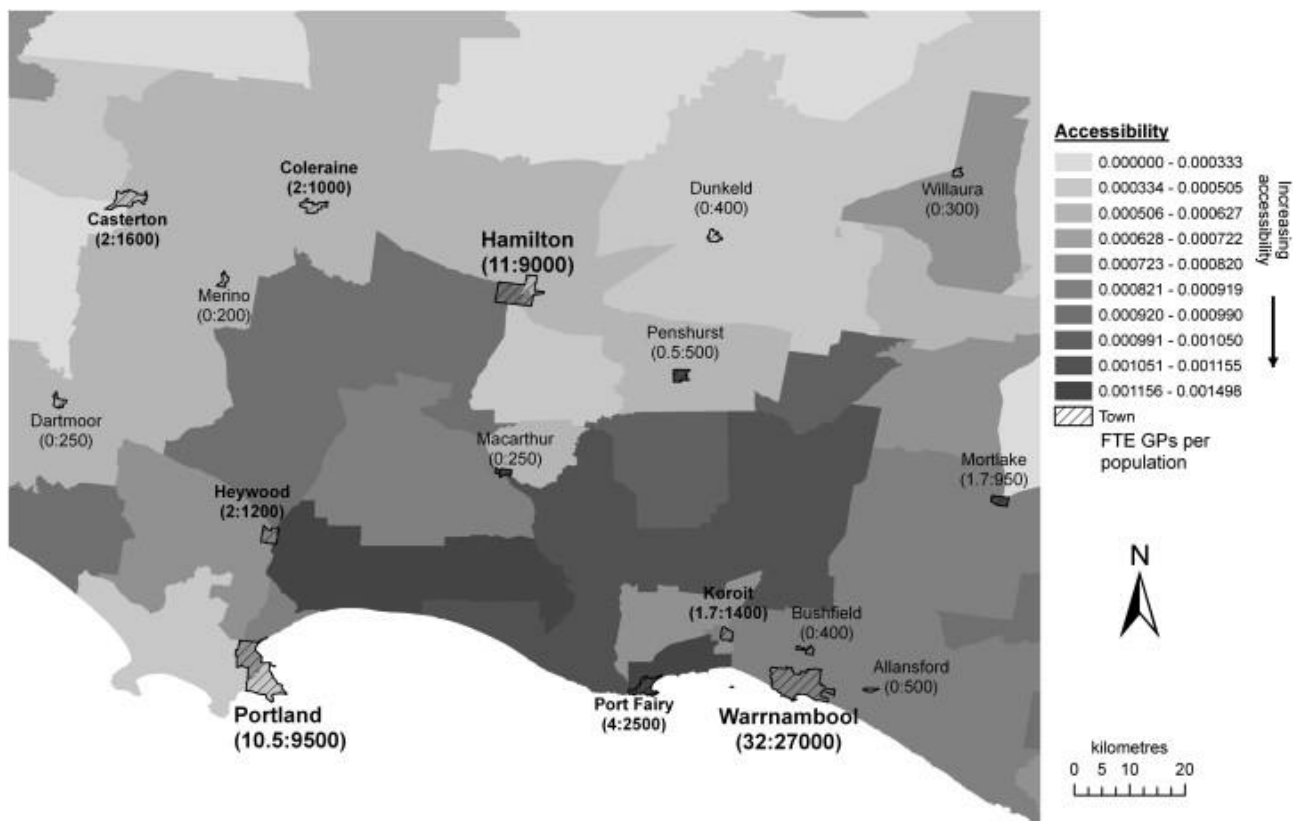 Coleraine
(2:1000)
Casterton
(2:1600)
Dunkeld
(0:400)
Willaura
(0:300)
Hamilton
(11:9000)
Merino
(0:200)
Penshurst
(0.5:500)
Dartmoor
(0:250)
Macarthur
(0:250)
Mortlake
(1.7:950)
Heywood
(2:1200)
Koroit
(1.7:1400)
Bushfield
(0:400)
Allansford
(0:500)
Portland
(10.5:9500)
Port Fairy
(4:2500)
Warrnambool
(32:27000)
Accessibility
0.000000 - 0.000333
0.000334 - 0.000505
0.000506 - 0.000627
0.000628 - 0.000722
0.000723 - 0.000820
0.000821 - 0.000919
0.000920 - 0.000990
0.000991 - 0.001050
0.001051 - 0.001155
0.001156 - 0.001498
Town
FTE GPs per
population
Increasing
accessibility
N
kilometres
0 5 10 20